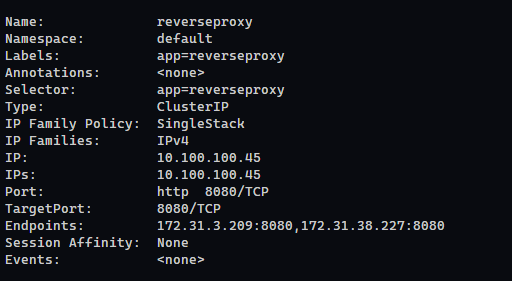 Name: reverseproxy
Namespace: default
Labels: app=reverseproxy
Annotations: <none>
Selector: app=reverseproxy
Type: ClusterIP
IP Family Policy: SingleStack
IP Families: IPv4
IP: 10.100.100.45
IPs: 10.100.100.45
Port: http 8080/TCP
TargetPort: 8080/TCP
Endpoints: 172.31.3.209:8080,172.31.38.227:8080
Session Affinity: None
Events: <none>